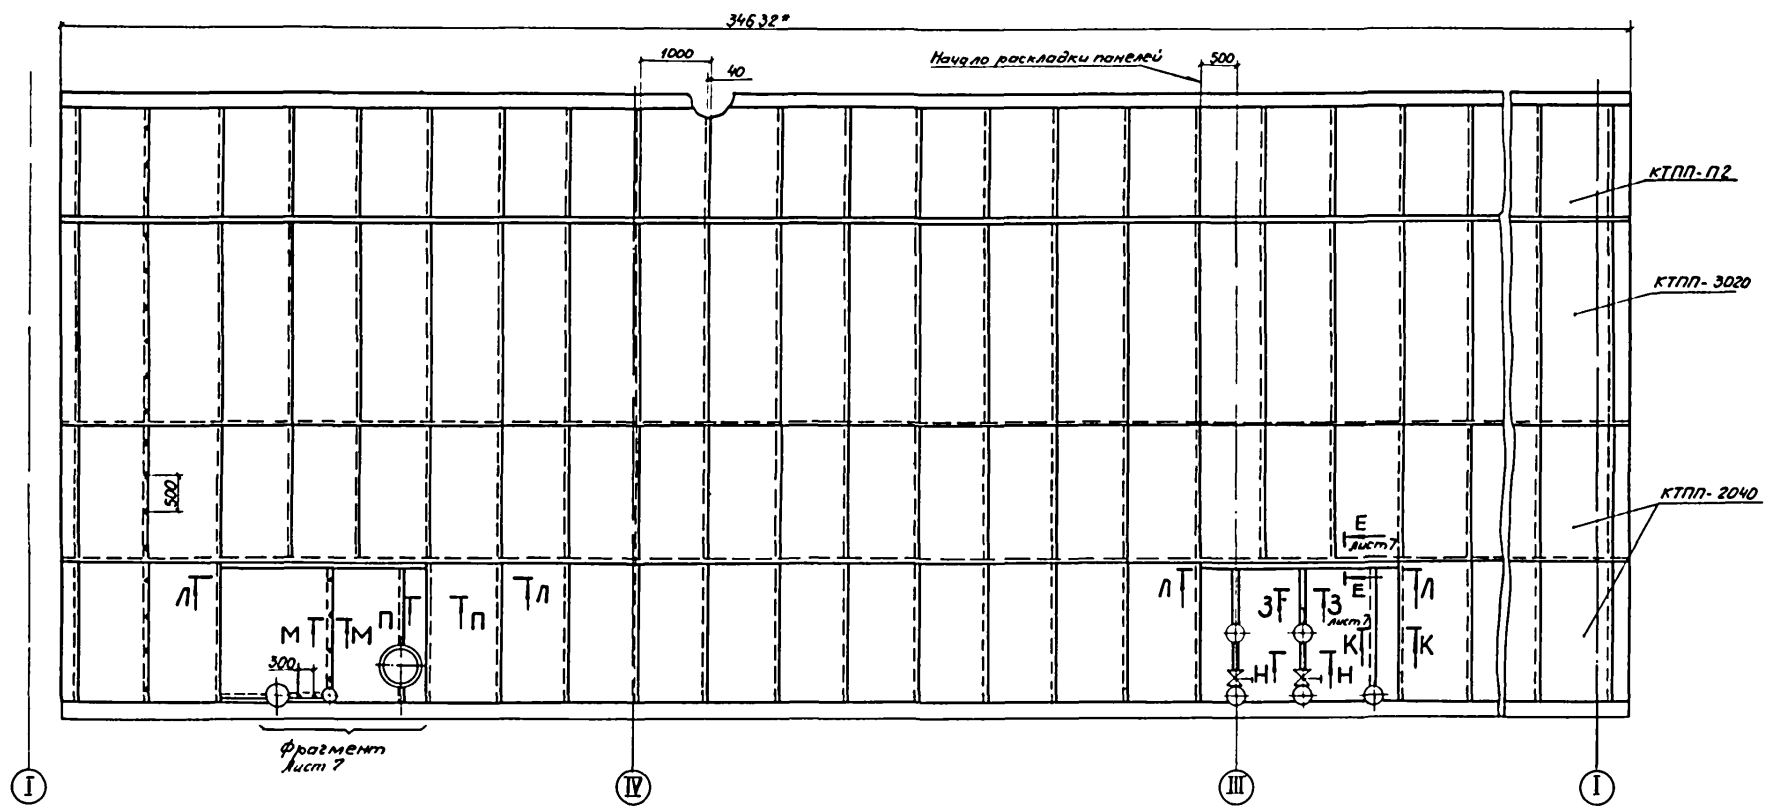 34632*
1000
40
Начало раскладки панелей
500
КТПП-П2
КТПП-3020
КТПП-2040
500
Е
лист 7
Е
Л
Л
Л
Л
М
М
П
П
З
З
лист 7
К
К
Н
Н
300
Фрагмент
Лист 7
I
IV
III
I